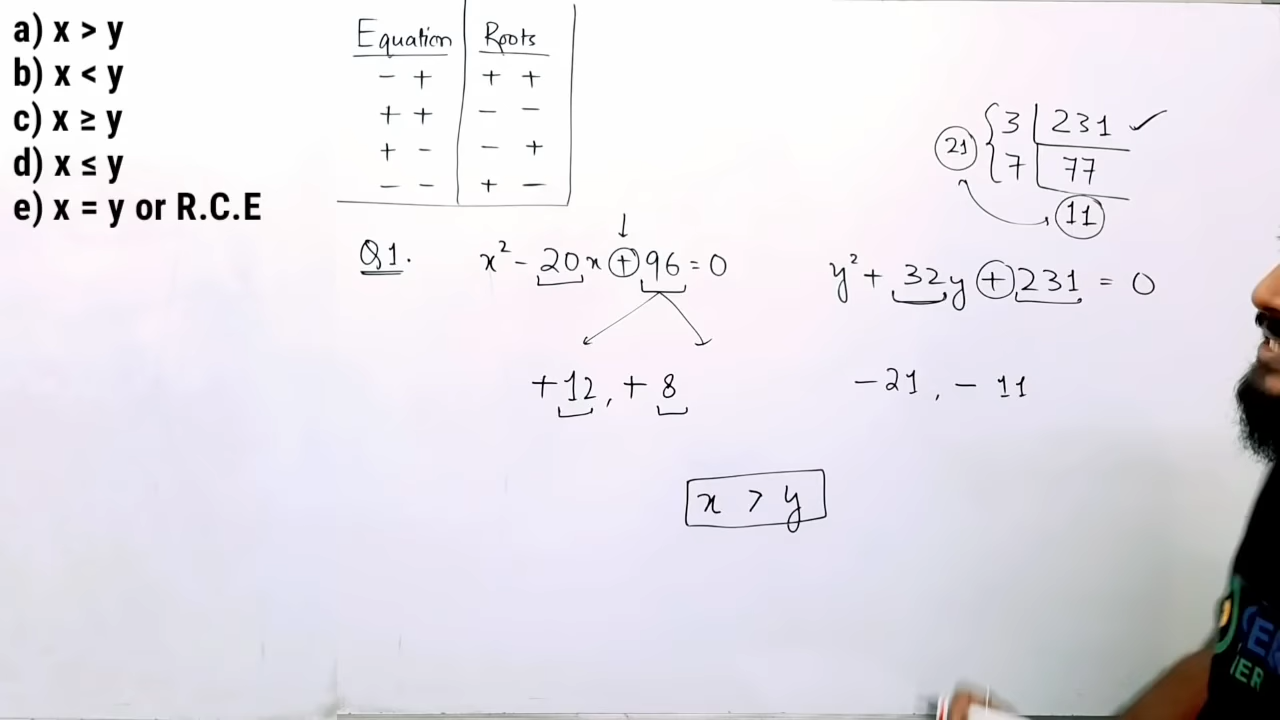 a) x > y
b) x < y
c) x ≥ y
d) x ≤ y
e) x = y or R.C.E
Equation Roots
- + + +
+ + - -
+ - - +
- - + -
3 231 ✓
21 7 77
11
Q1. x² - 20x + 96 = 0
y² + 32y + 231 = 0
+12, + 8
-21, - 11
x > y